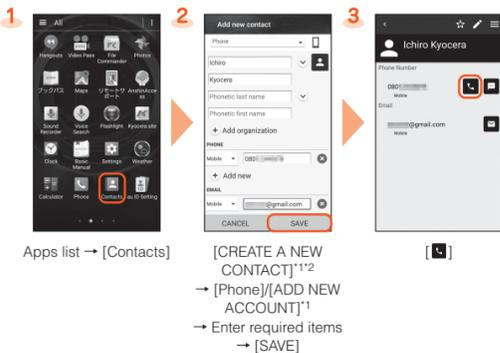 1
All
Hangouts Video Pass File Commander Photos
ブックパス Maps リモートサポート AnshinAccess
Sound Recorder Voice Search Flashlight Kyocera site
Clock Basic Manual Settings Weather
Calculator Phone Contacts au ID Setting
Apps list → [Contacts]
2
Add new contact
Phone
Ichiro
Kyocera
Phonetic last name
Phonetic first name
+ Add organization
PHONE
Mobile 080
+ Add new
EMAIL
Mobile @gmail.com
CANCEL SAVE
[CREATE A NEW
CONTACT]*1*2
→ [Phone]/[ADD NEW
ACCOUNT]*1
→ Enter required items
→ [SAVE]
3
Ichiro Kyocera
Phone Number
080
Mobile
Email
@gmail.com
Mobile
[ ]